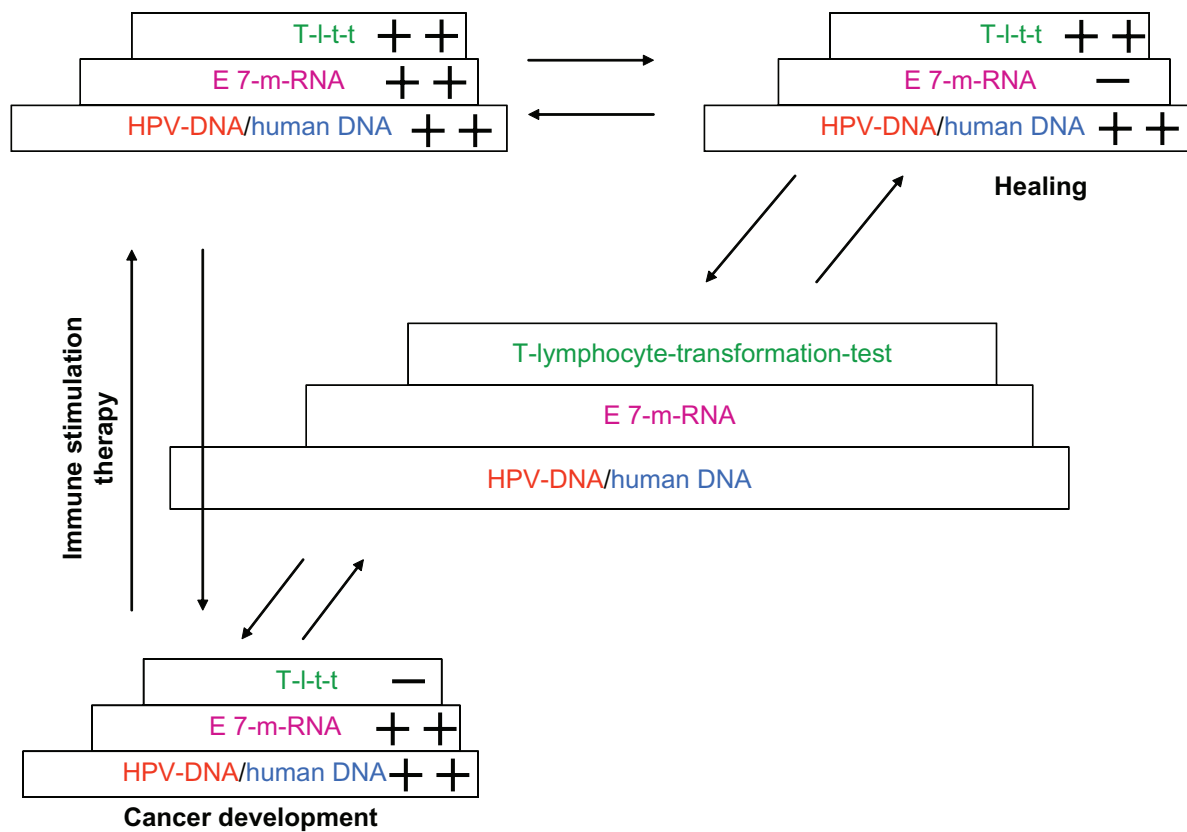 T-l-t-t + +
E 7-m-RNA + +
HPV-DNA/human DNA + +
T-l-t-t + +
E 7-m-RNA −
HPV-DNA/human DNA + +
Healing
T-lymphocyte-transformation-test
E 7-m-RNA
HPV-DNA/human DNA
Immune stimulation
therapy
T-l-t-t −
E 7-m-RNA + +
HPV-DNA/human DNA + +
Cancer development